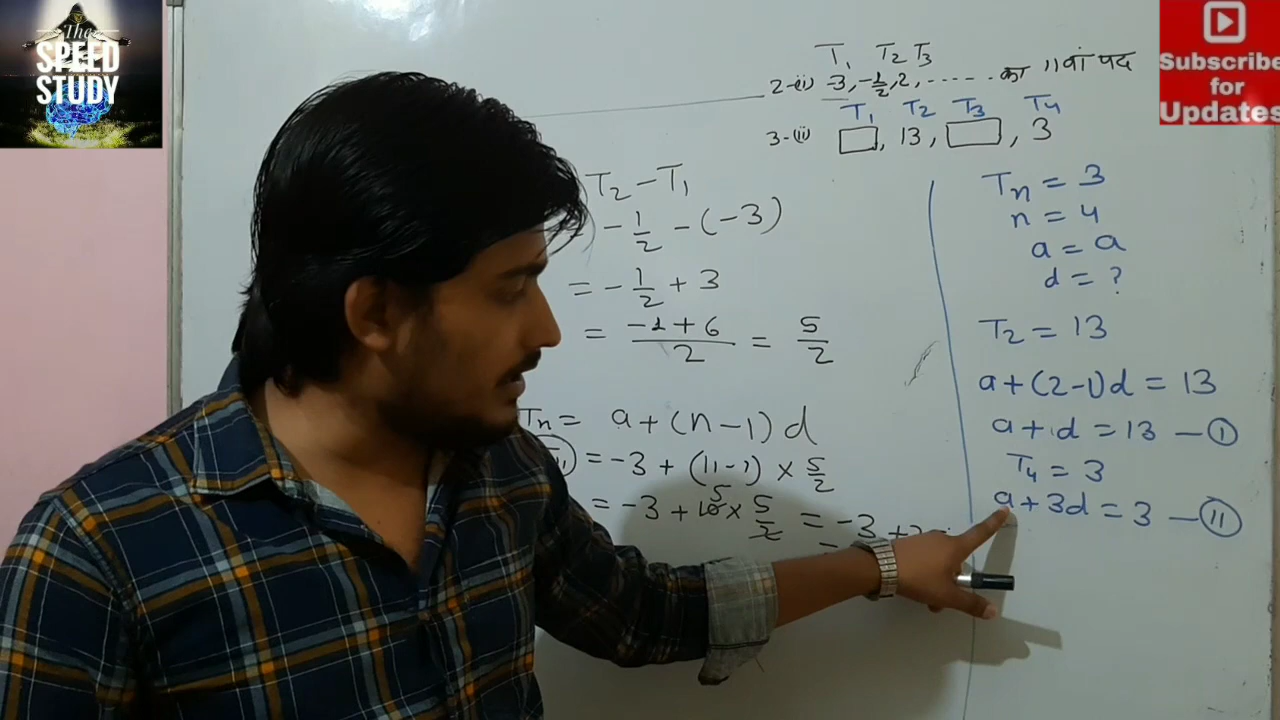 The
SPEED
STUDY
Subscribe
for
Updates
T₁ T₂ T₃
2-(ii) -3, -1/2, 2, ...... का 11वां पद
T₁ T₂ T₃ T₄
3-(ii) □, 13, □, 3
T₂ - T₁
= -1/2 - (-3)
= -1/2 + 3
= (-1+6)/2 = 5/2
Tn = a + (n-1) d
= -3 + (11-1) × 5/2
5
= -3 + 10 × 5/2 = -3 +
Tn = 3
n = 4
a = a
d = ?
T₂ = 13
a + (2-1)d = 13
a + 1d = 13 — ①
T₄ = 3
a + 3d = 3 — ⑪